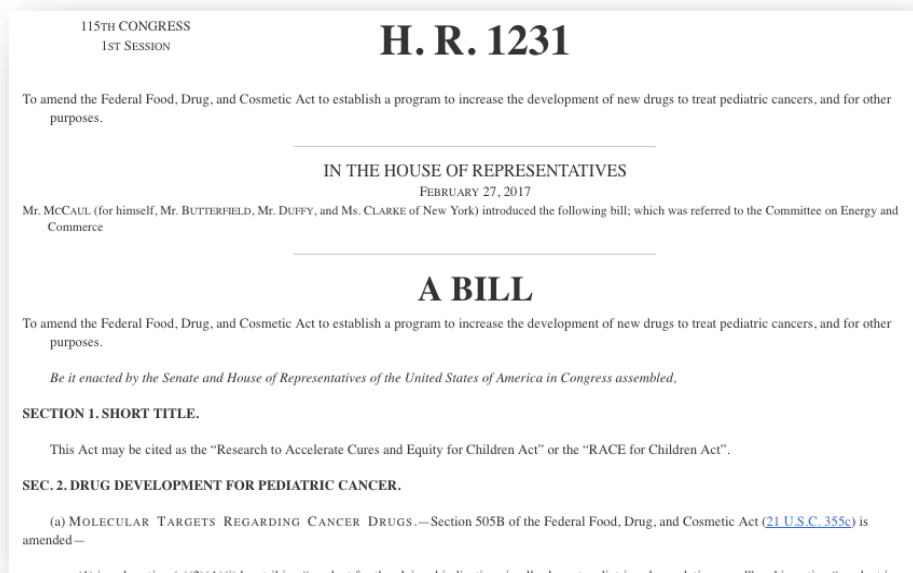 115TH CONGRESS
1ST SESSION
H. R. 1231
To amend the Federal Food, Drug, and Cosmetic Act to establish a program to increase the development of new drugs to treat pediatric cancers, and for other
purposes.
IN THE HOUSE OF REPRESENTATIVES
FEBRUARY 27, 2017
Mr. MCCAUL (for himself, Mr. BUTTERFIELD, Mr. DUFFY, and Ms. CLARKE of New York) introduced the following bill; which was referred to the Committee on Energy and
Commerce
A BILL
To amend the Federal Food, Drug, and Cosmetic Act to establish a program to increase the development of new drugs to treat pediatric cancers, and for other
purposes.
Be it enacted by the Senate and House of Representatives of the United States of America in Congress assembled,
SECTION 1. SHORT TITLE.
This Act may be cited as the “Research to Accelerate Cures and Equity for Children Act” or the “RACE for Children Act”.
SEC. 2. DRUG DEVELOPMENT FOR PEDIATRIC CANCER.
(a) MOLECULAR TARGETS REGARDING CANCER DRUGS.—Section 505B of the Federal Food, Drug, and Cosmetic Act (21 U.S.C. 355c) is
amended—